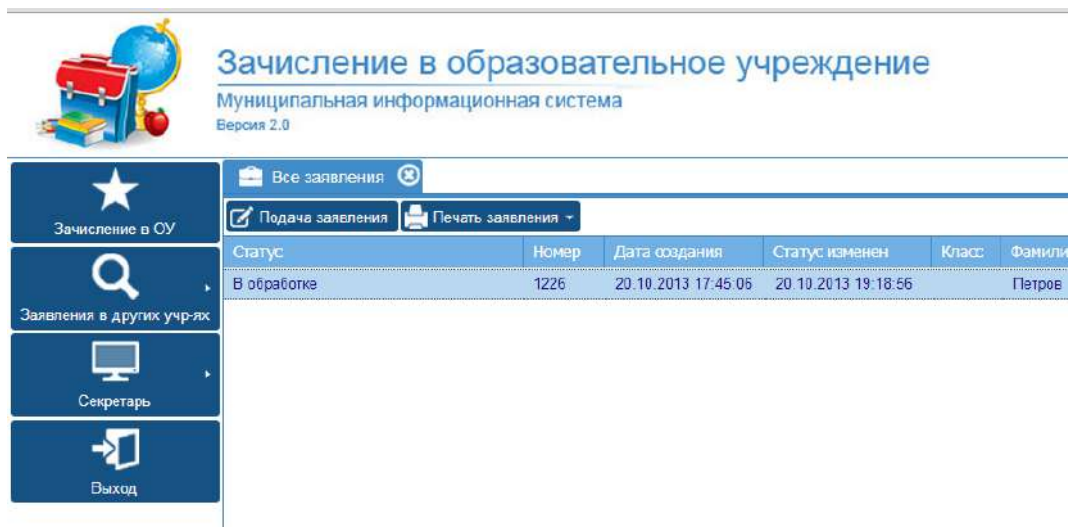 Зачисление в образовательное учреждение
Муниципальная информационная система
Версия 2.0
Зачисление в ОУ
Заявления в других учр-ях
Секретарь
Выход
Все заявления
Подача заявления Печать заявления
Статус Номер Дата создания Статус изменен Класс Фамили
В обработке 1226 20.10.2013 17:45:06 20.10.2013 19:18:56 Петров